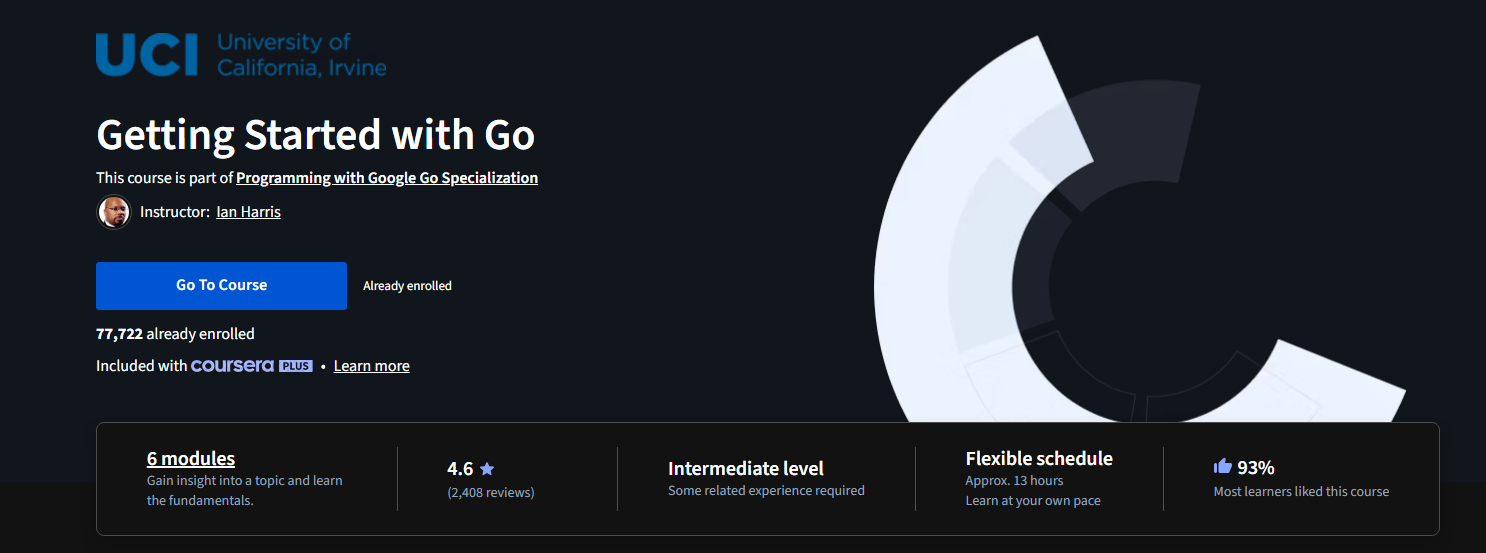 UCI University of
California, Irvine
Getting Started with Go
This course is part of Programming with Google Go Specialization
Instructor: Ian Harris
Go To Course
Already enrolled
77,722 already enrolled
Included with coursera PLUS • Learn more
6 modules
Gain insight into a topic and learn
the fundamentals.
4.6
(2,408 reviews)
Intermediate level
Some related experience required
Flexible schedule
Approx. 13 hours
Learn at your own pace
93%
Most learners liked this course